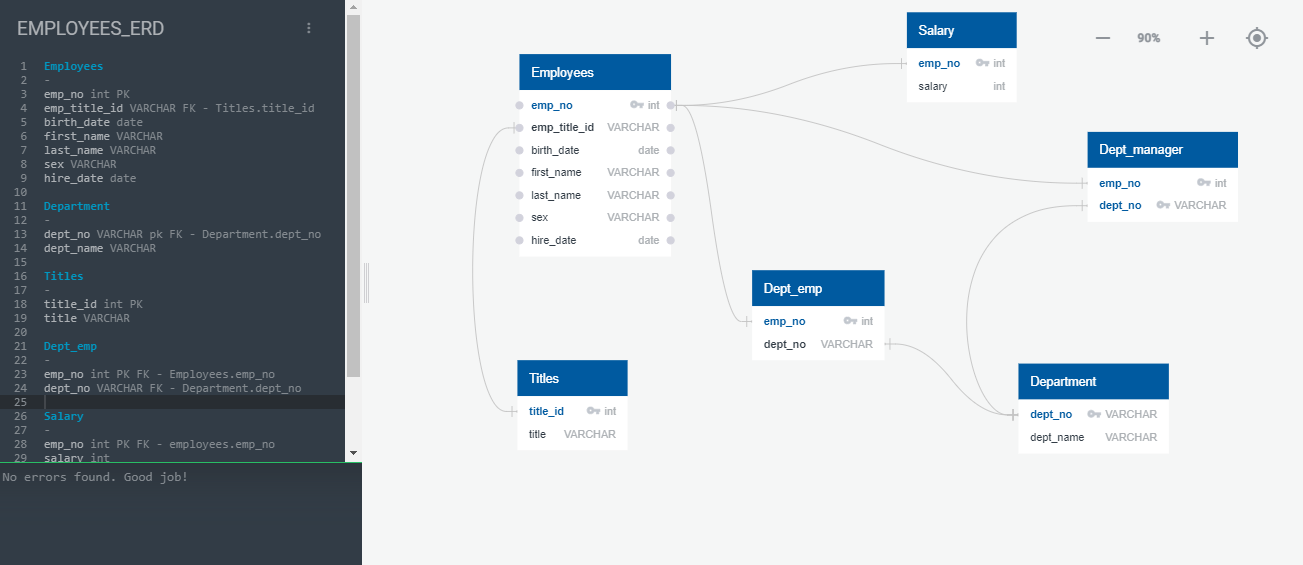 EMPLOYEES_ERD
1 Employees
2 -
3 emp_no int PK
4 emp_title_id VARCHAR FK - Titles.title_id
5 birth_date date
6 first_name VARCHAR
7 last_name VARCHAR
8 sex VARCHAR
9 hire_date date
10
11 Department
12 -
13 dept_no VARCHAR pk FK - Department.dept_no
14 dept_name VARCHAR
15
16 Titles
17 -
18 title_id int PK
19 title VARCHAR
20
21 Dept_emp
22 -
23 emp_no int PK FK - Employees.emp_no
24 dept_no VARCHAR FK - Department.dept_no
25
26 Salary
27 -
28 emp_no int PK FK - employees.emp_no
29 salary int
No errors found. Good job!
90%
Employees
emp_no int
emp_title_id VARCHAR
birth_date date
first_name VARCHAR
last_name VARCHAR
sex VARCHAR
hire_date date
Salary
emp_no int
salary int
Dept_manager
emp_no int
dept_no VARCHAR
Dept_emp
emp_no int
dept_no VARCHAR
Titles
title_id int
title VARCHAR
Department
dept_no VARCHAR
dept_name VARCHAR